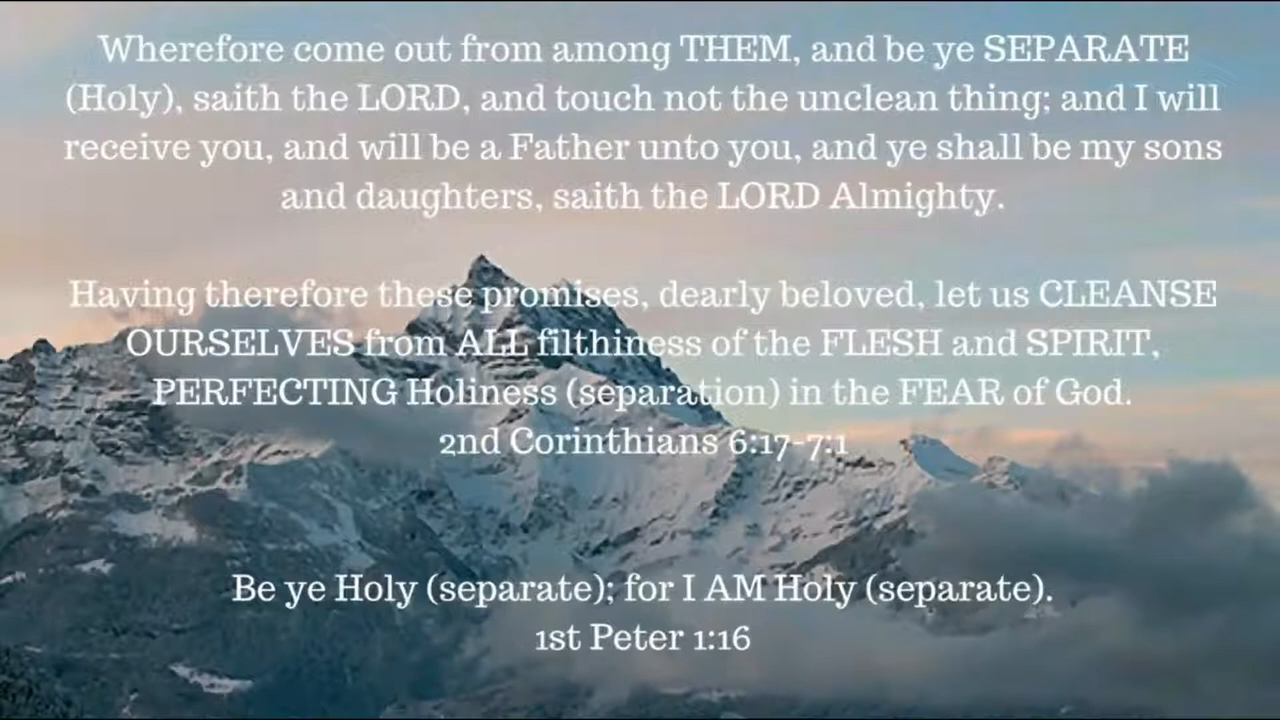 Wherefore come out from among THEM, and be ye SEPARATE
(Holy), saith the LORD, and touch not the unclean thing; and I will
receive you, and will be a Father unto you, and ye shall be my sons
and daughters, saith the LORD Almighty.
Having therefore these promises, dearly beloved, let us CLEANSE
OURSELVES from ALL filthiness of the FLESH and SPIRIT,
PERFECTING Holiness (separation) in the FEAR of God.
2nd Corinthians 6:17-7:1
Be ye Holy (separate); for I AM Holy (separate).
1st Peter 1:16